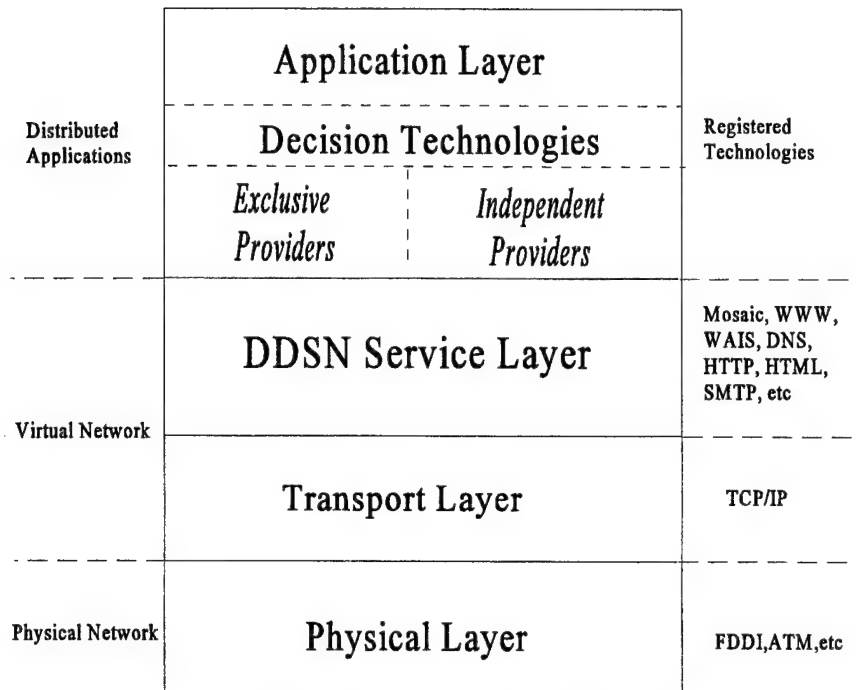 Application Layer
Distributed
Applications
Decision Technologies
Registered
Technologies
Exclusive
Providers
Independent
Providers
DDSN Service Layer
Mosaic, WWW,
WAIS, DNS,
HTTP, HTML,
SMTP, etc
Virtual Network
Transport Layer
TCP/IP
Physical Network
Physical Layer
FDDI,ATM,etc